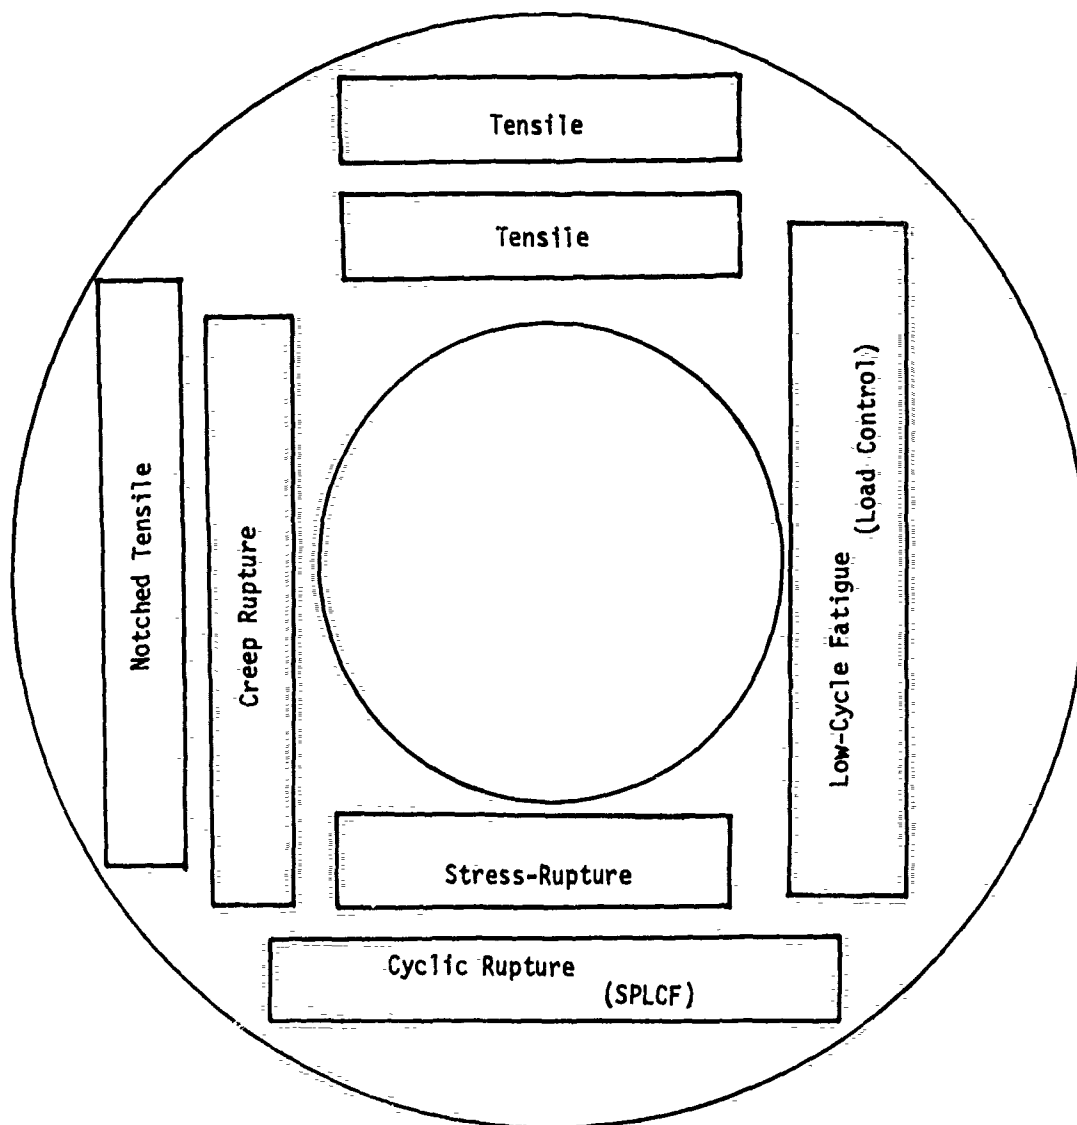 Tensile
Tensile
Notched Tensile
Creep Rupture
Low-Cycle Fatigue
(Load Control)
Stress-Rupture
Cyclic Rupture
(SPLCF)